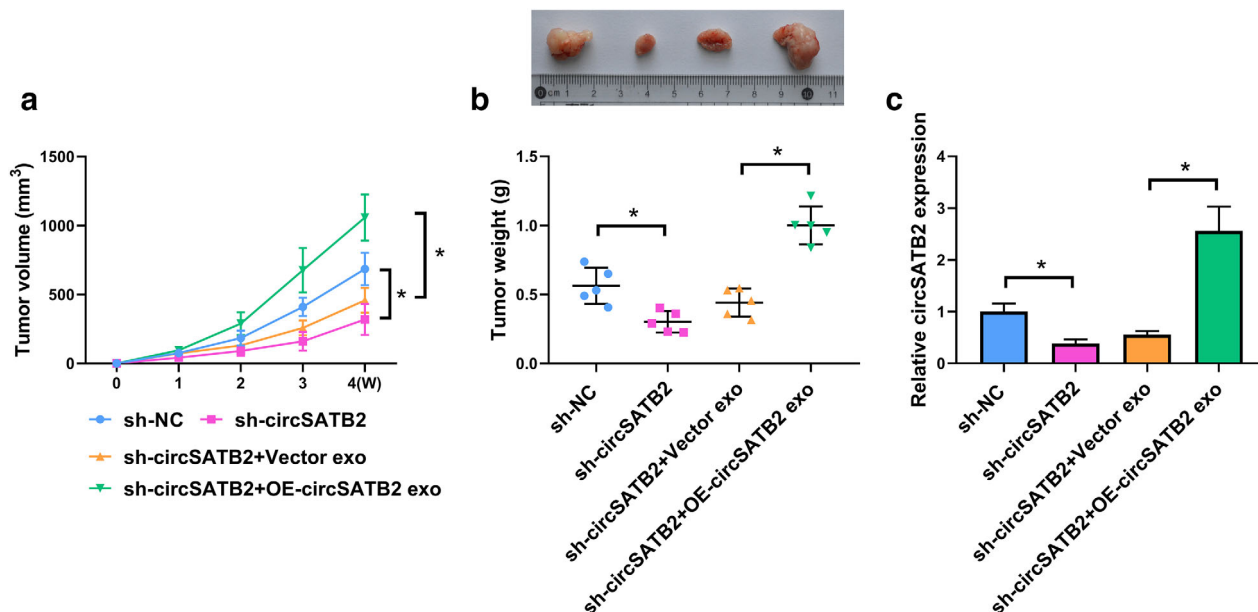 0 cm 1 2 3 4 5 6 7 8 9 10 11
a
Tumor volume (mm³)
1500
1000
500
0
0 1 2 3 4(W)
*
*
sh-NC sh-circSATB2
sh-circSATB2+Vector exo
sh-circSATB2+OE-circSATB2 exo
b
Tumor weight (g)
1.5
1.0
0.5
0.0
*
*
sh-NC
sh-circSATB2
sh-circSATB2+Vector exo
sh-circSATB2+OE-circSATB2 exo
c
Relative circSATB2 expression
4
3
2
1
0
*
*
sh-NC
sh-circSATB2
sh-circSATB2+Vector exo
sh-circSATB2+OE-circSATB2 exo